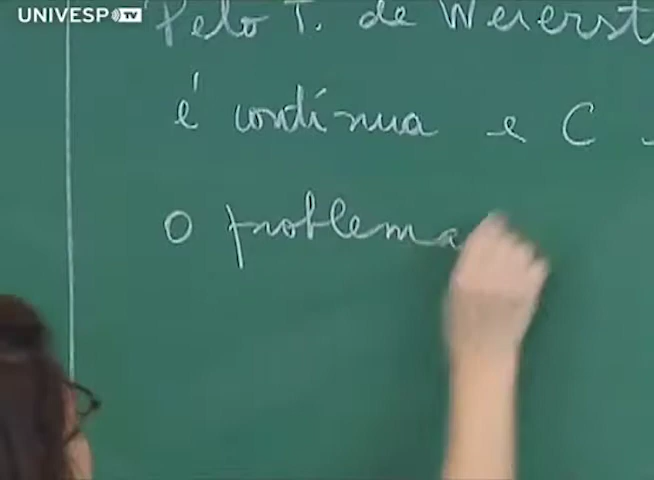 UNIVESP TV
Pelo T. de Weierst
é contínua e C
O problema